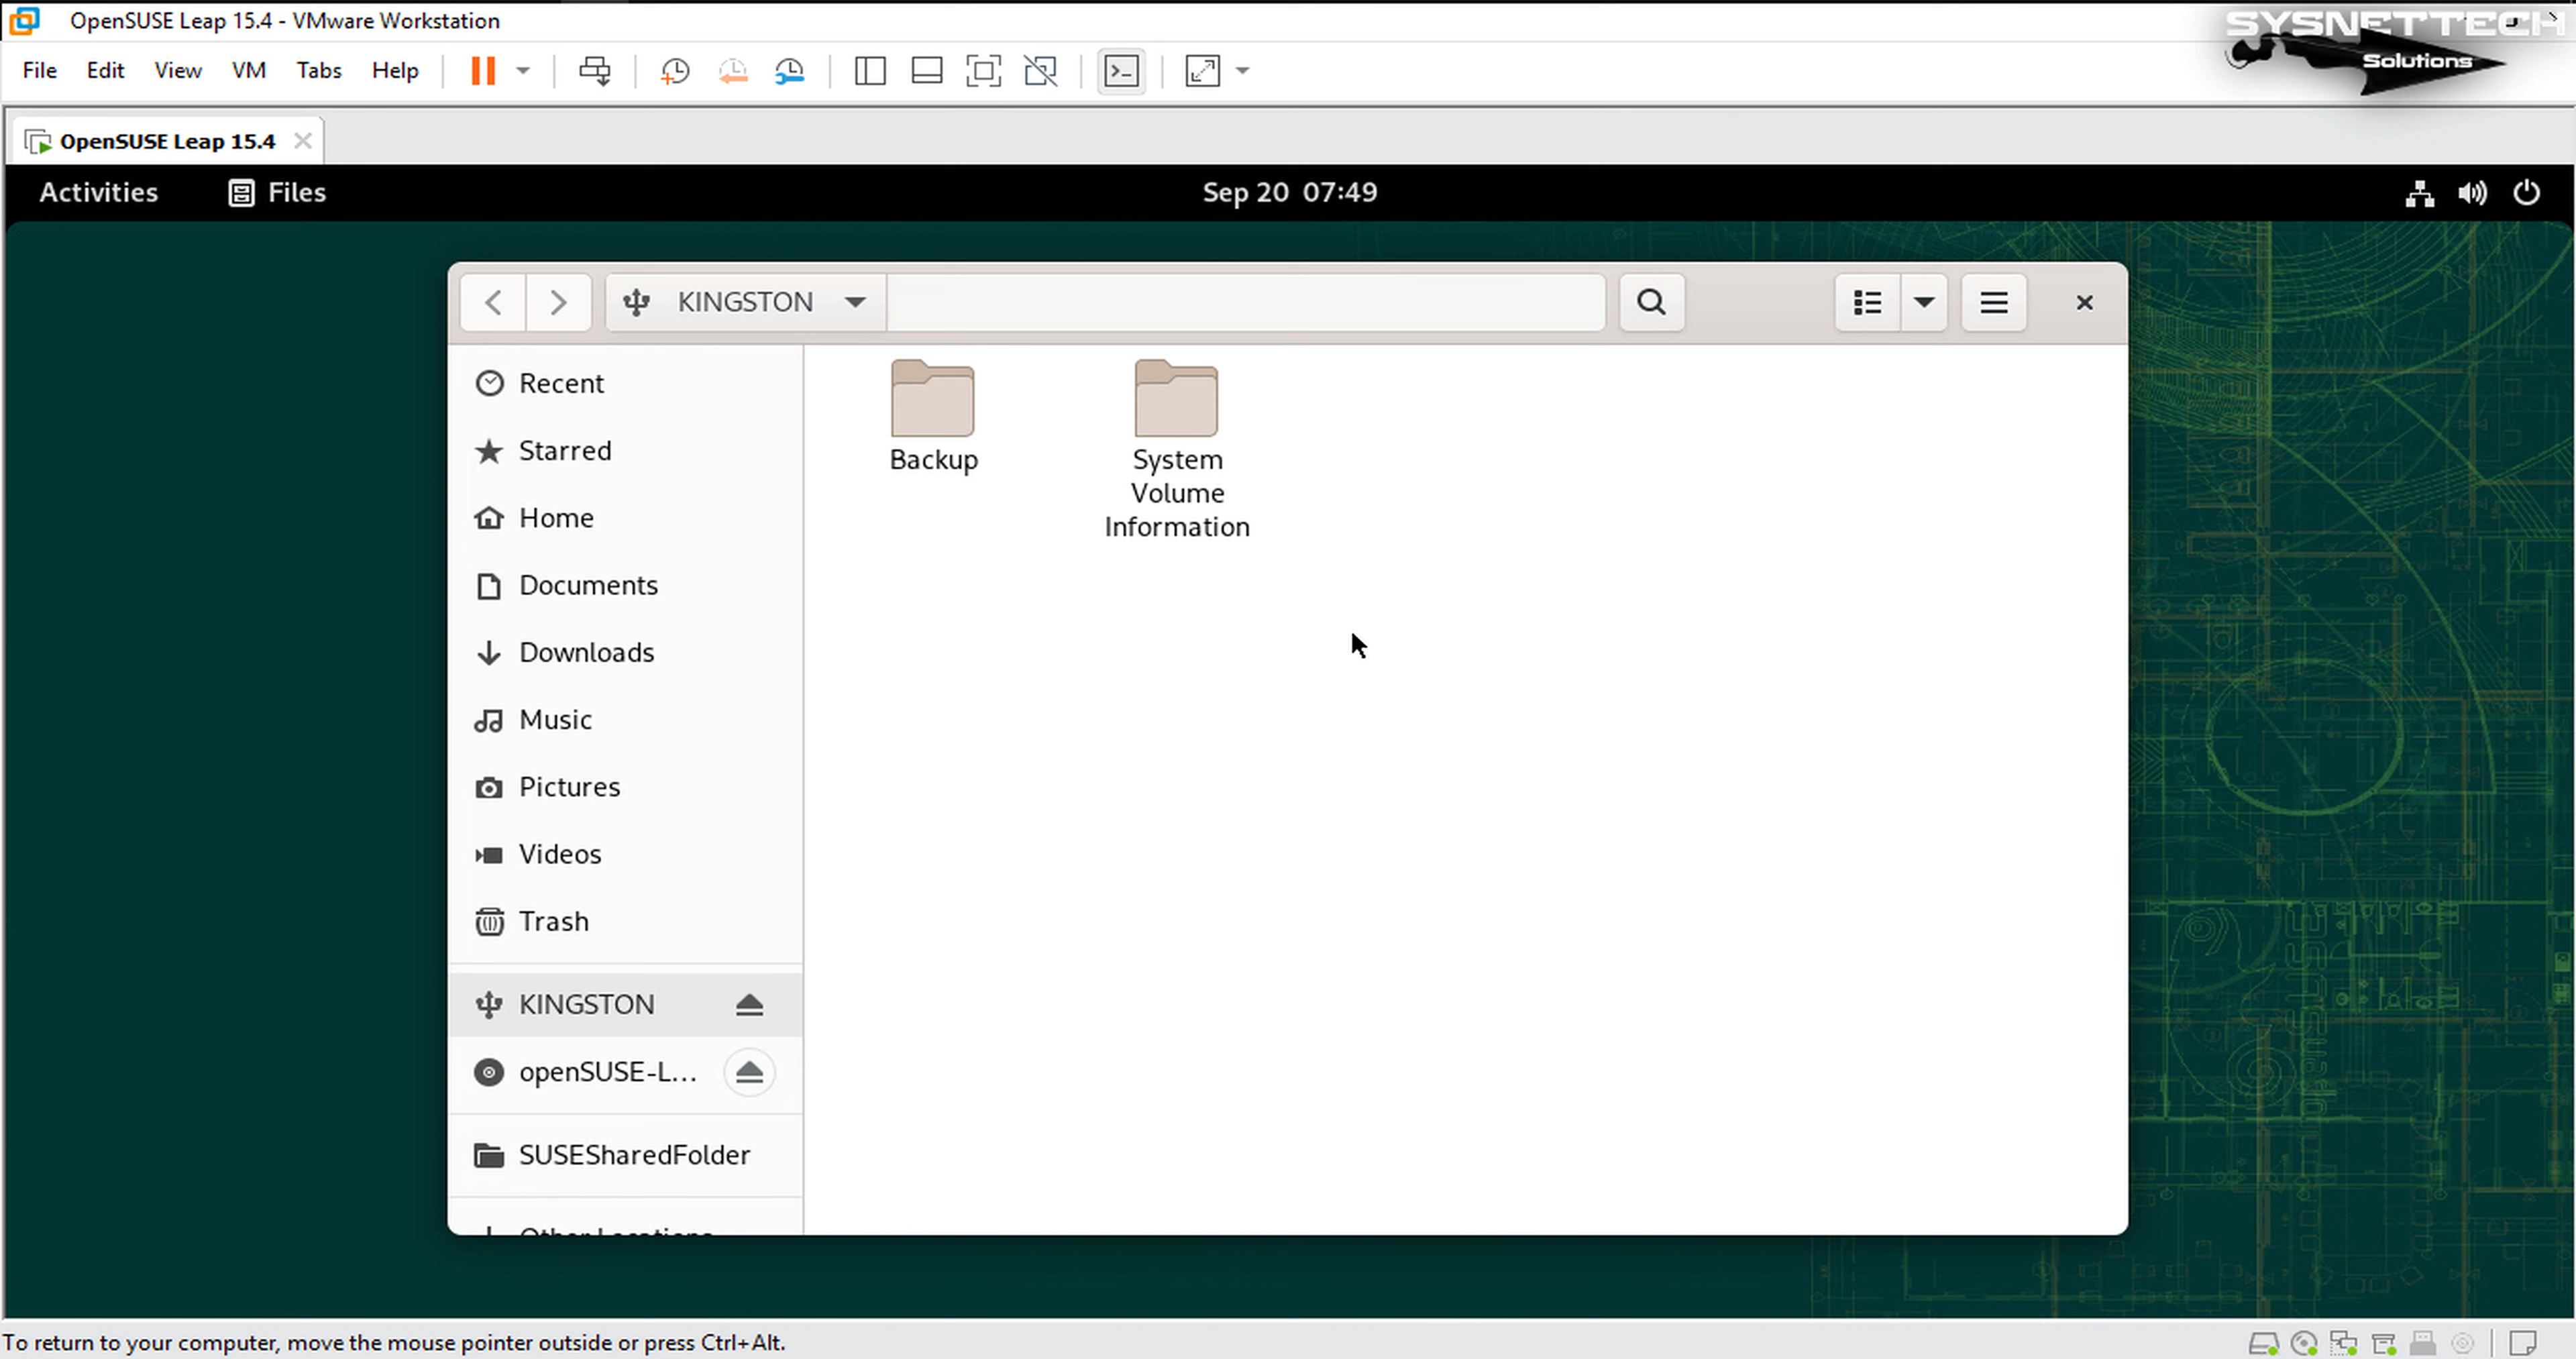 OpenSUSE Leap 15.4 - VMware Workstation
SYSNETTECH
Solutions
File Edit View VM Tabs Help
OpenSUSE Leap 15.4
Activities Files Sep 20 07:49
KINGSTON
Recent
Starred
Home
Documents
Downloads
Music
Pictures
Videos
Trash
KINGSTON
openSUSE-L...
SUSESharedFolder
Other Locations
Backup
System
Volume
Information
To return to your computer, move the mouse pointer outside or press Ctrl+Alt.